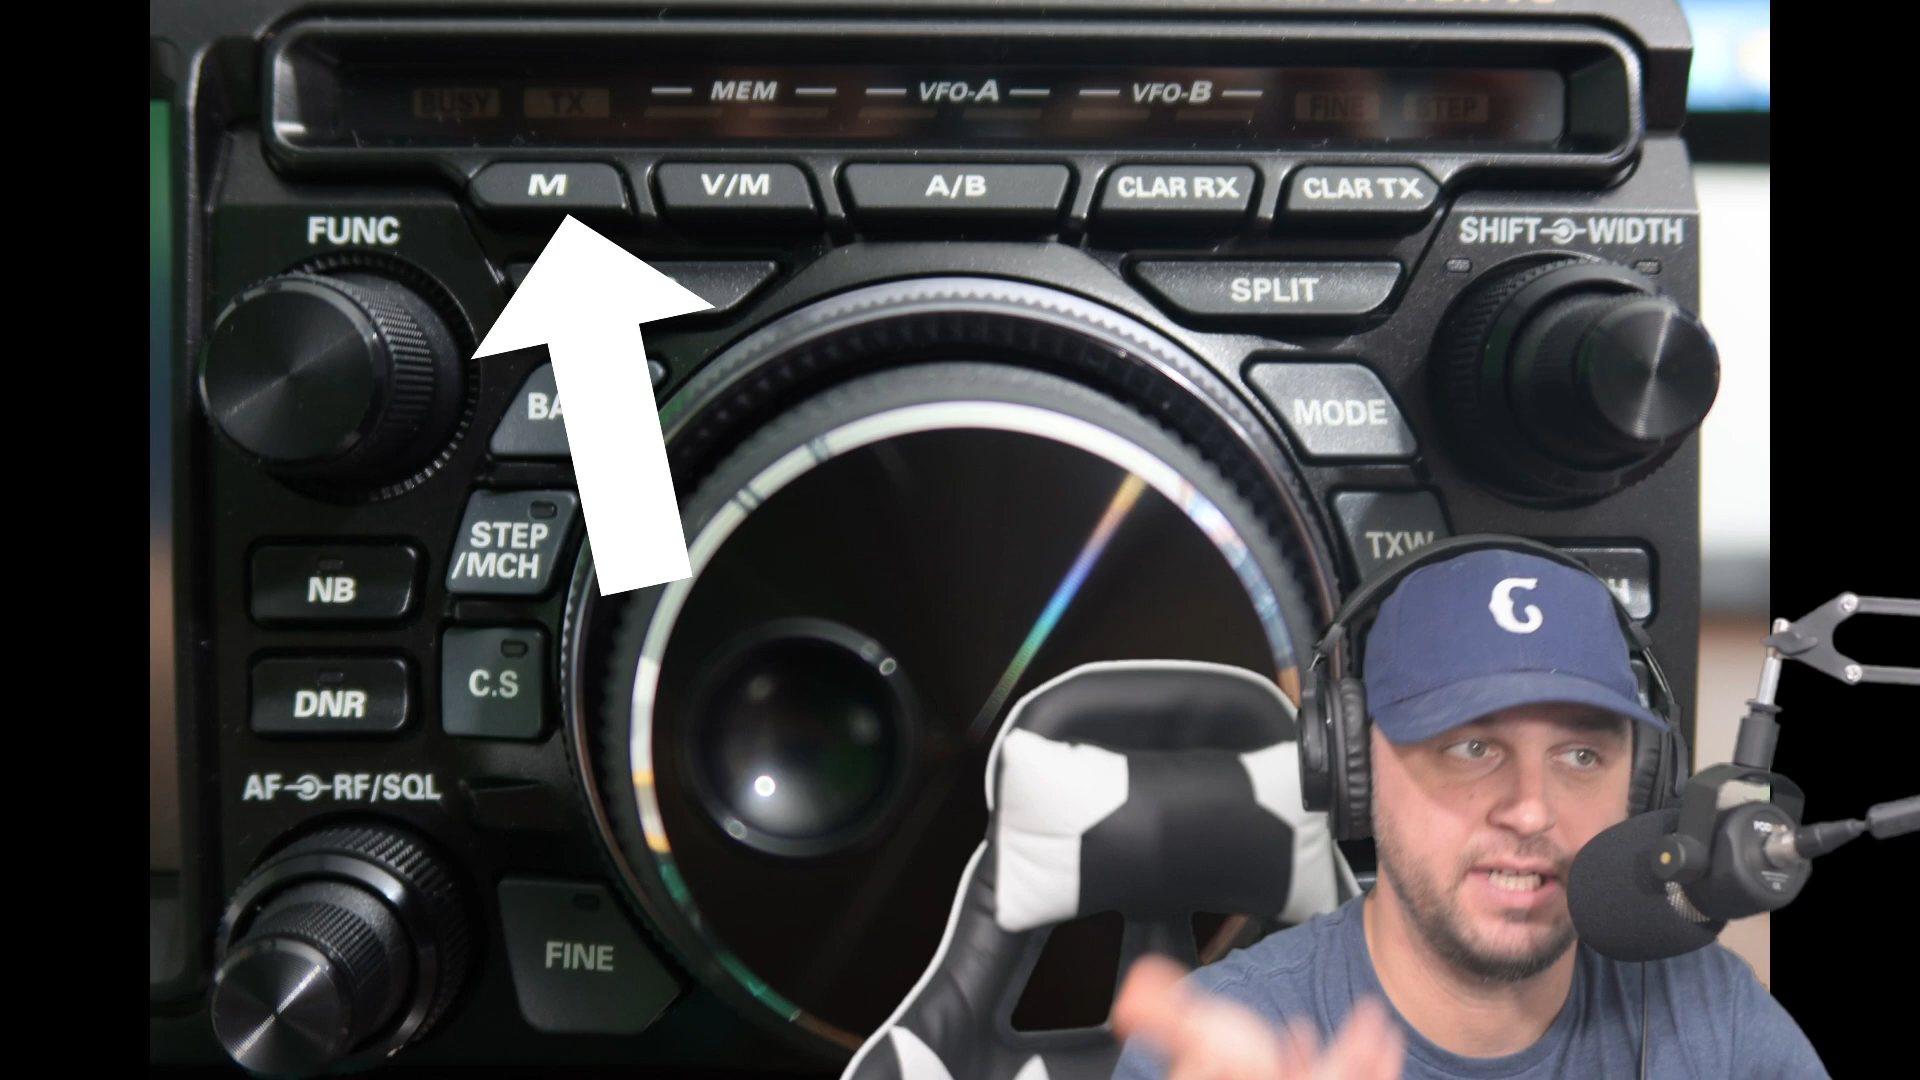 BUSY TX MEM VFO-A VFO-B FINE STEP
M V/M A/B CLAR RX CLAR TX
FUNC
SHIFT WIDTH
SPLIT
MODE
STEP
/MCH
TXW
NB
C.S
DNR
AF RF/SQL
FINE
C